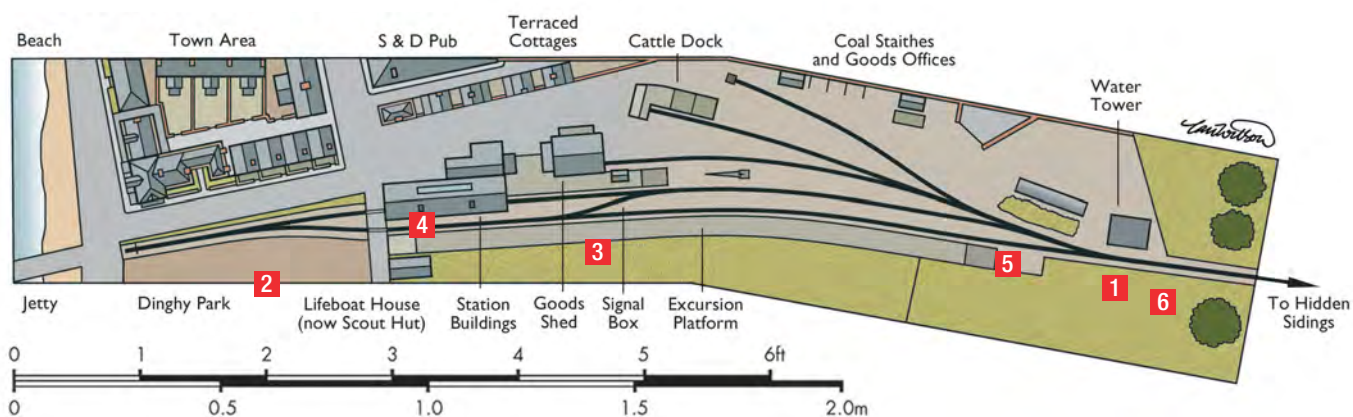 Beach
Town Area
S & D Pub
Terraced
Cottages
Cattle Dock
Coal Staithes
and Goods Offices
Water
Tower
4
3
2
5
1
6
Jetty
Dinghy Park
Lifeboat House
(now Scout Hut)
Station
Buildings
Goods
Shed
Signal
Box
Excursion
Platform
To Hidden
Sidings
0 1 2 3 4 5 6ft
0 0.5 1.0 1.5 2.0m